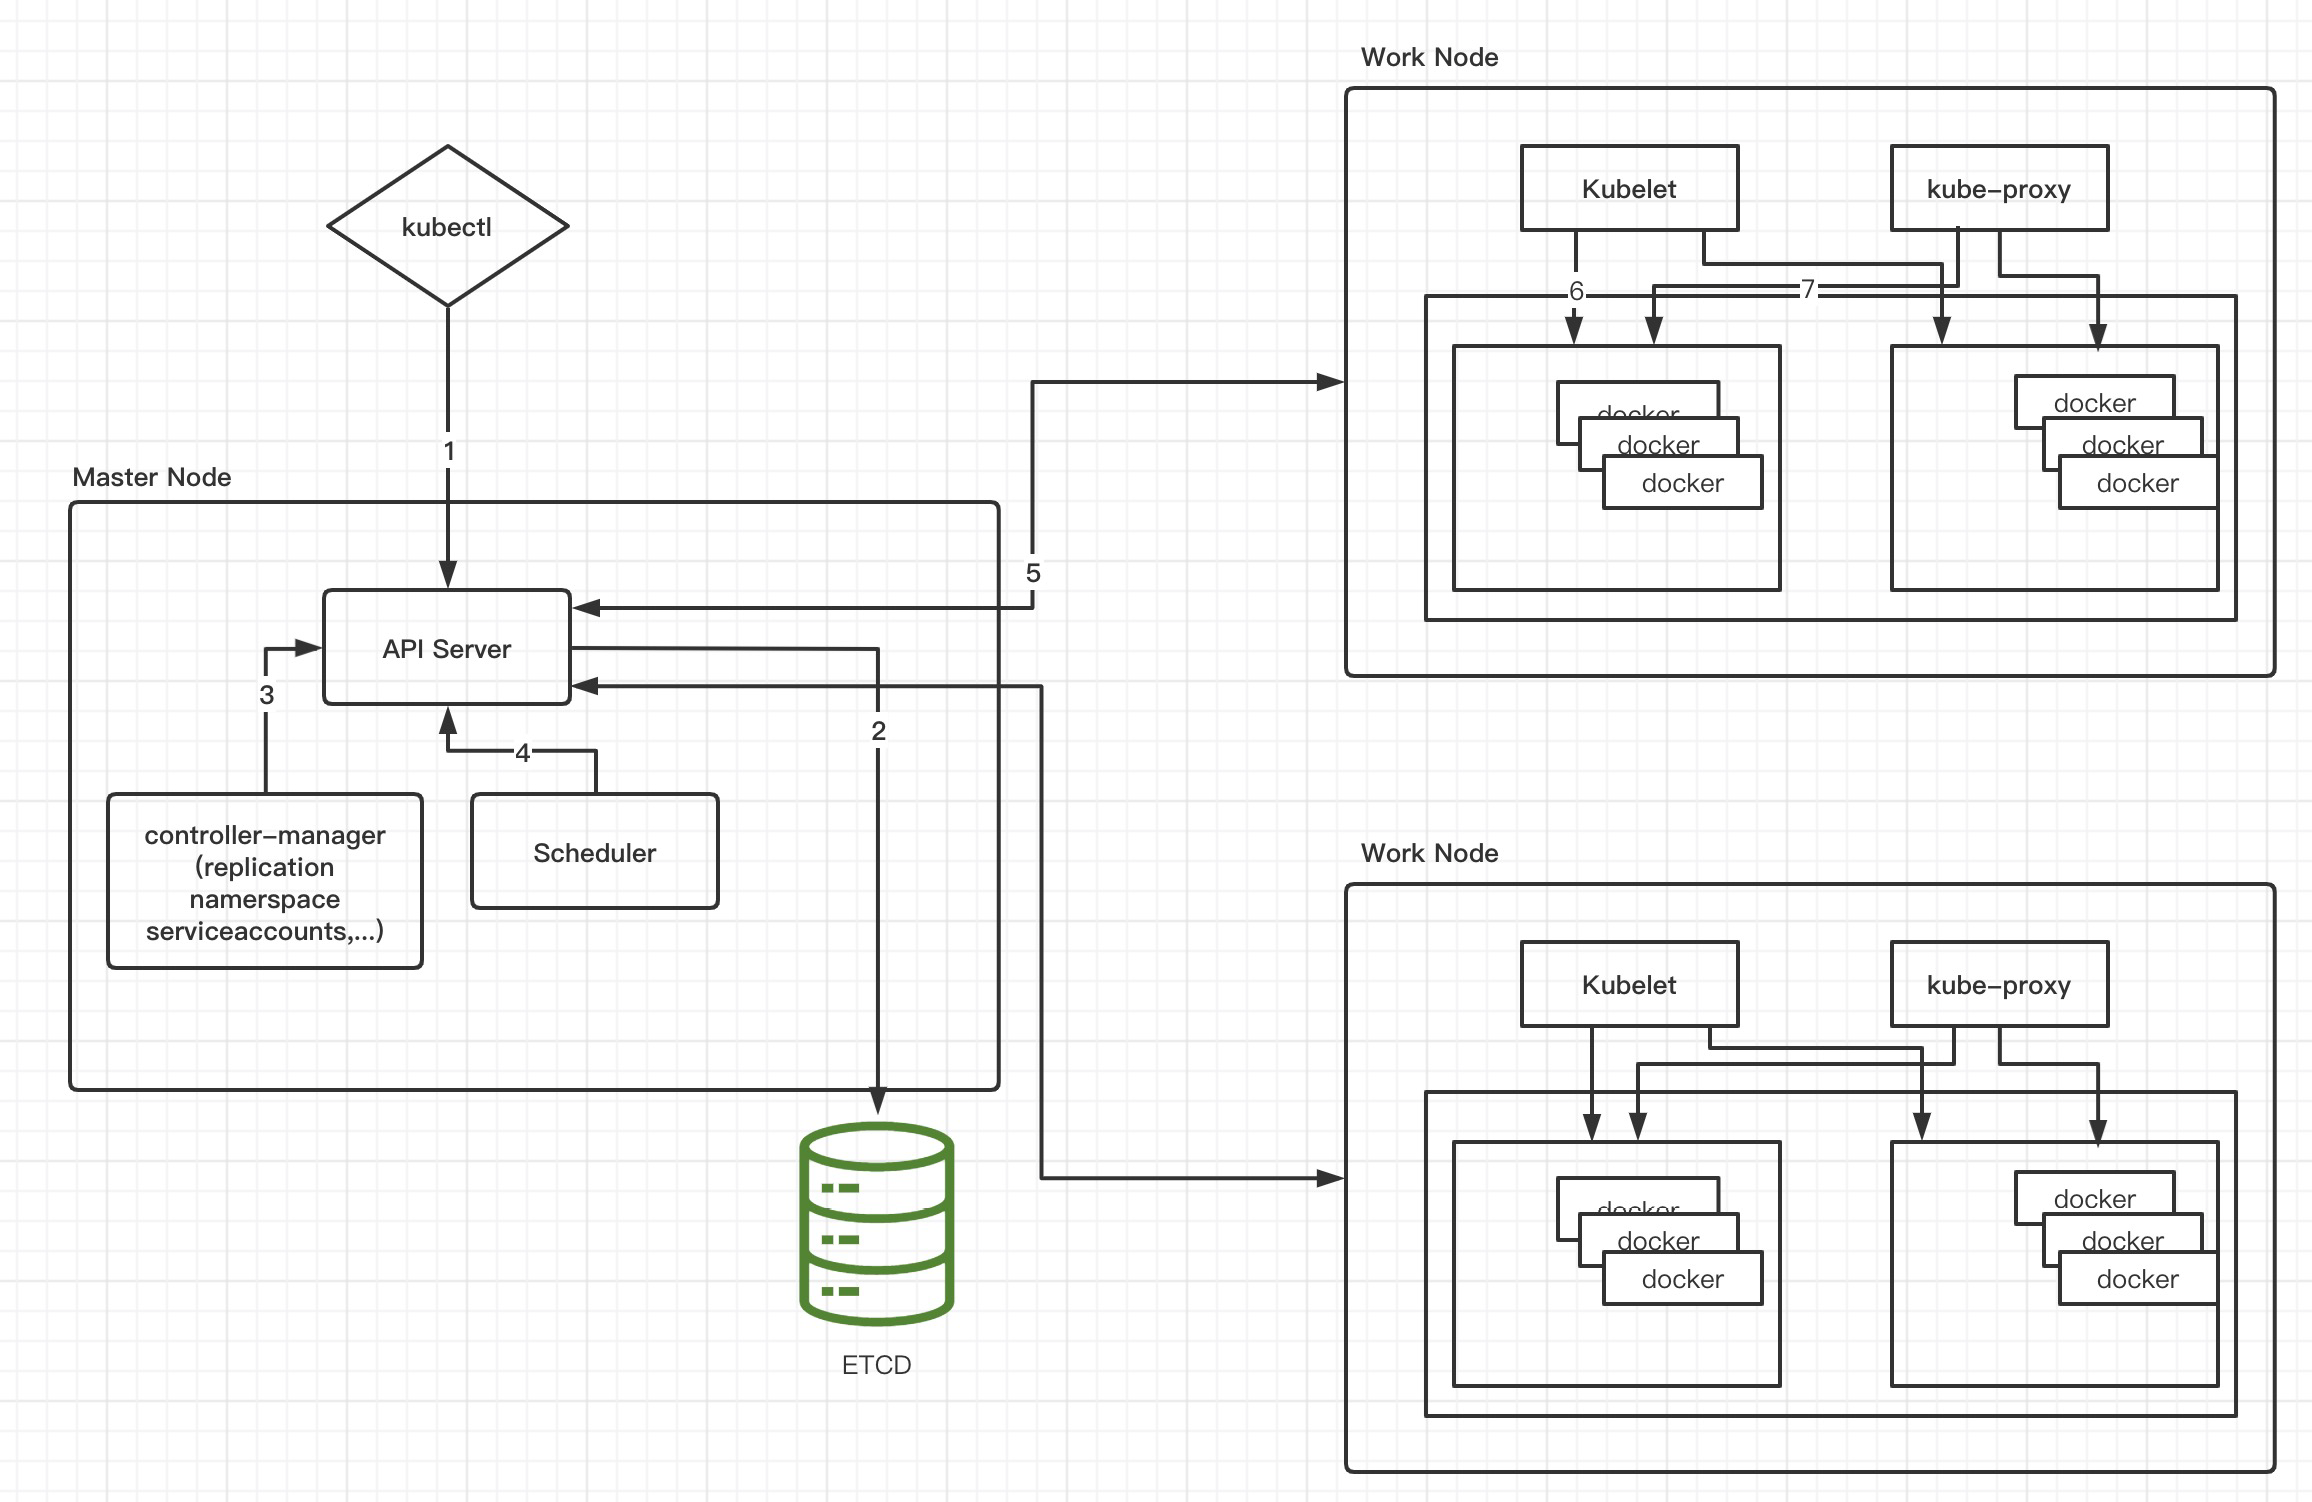 Work Node
Kubelet
kube-proxy
kubectl
6
7
docker
docker
docker
docker
docker
docker
1
Master Node
5
API Server
3
2
4
controller-manager
(replication
namerspace
serviceaccounts,...)
Scheduler
Work Node
Kubelet
kube-proxy
docker
docker
docker
docker
docker
docker
ETCD